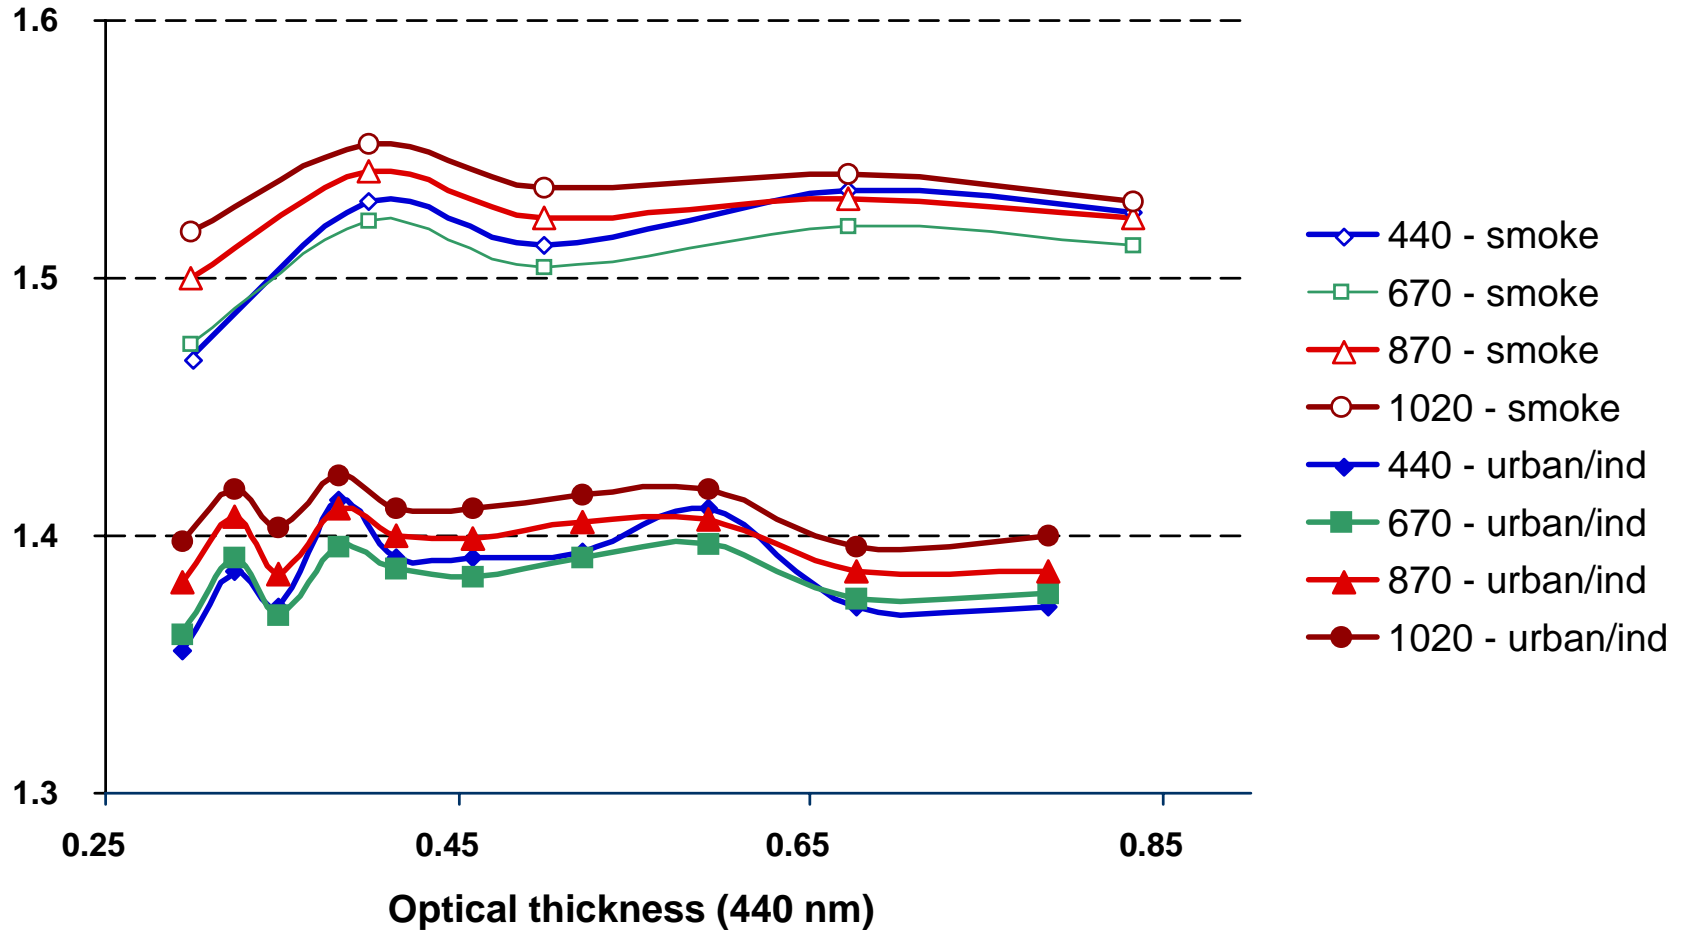 1.6
1.5
1.4
1.3
0.25
0.45
0.65
0.85
Optical thickness (440 nm)
440 - smoke
670 - smoke
870 - smoke
1020 - smoke
440 - urban/ind
670 - urban/ind
870 - urban/ind
1020 - urban/ind